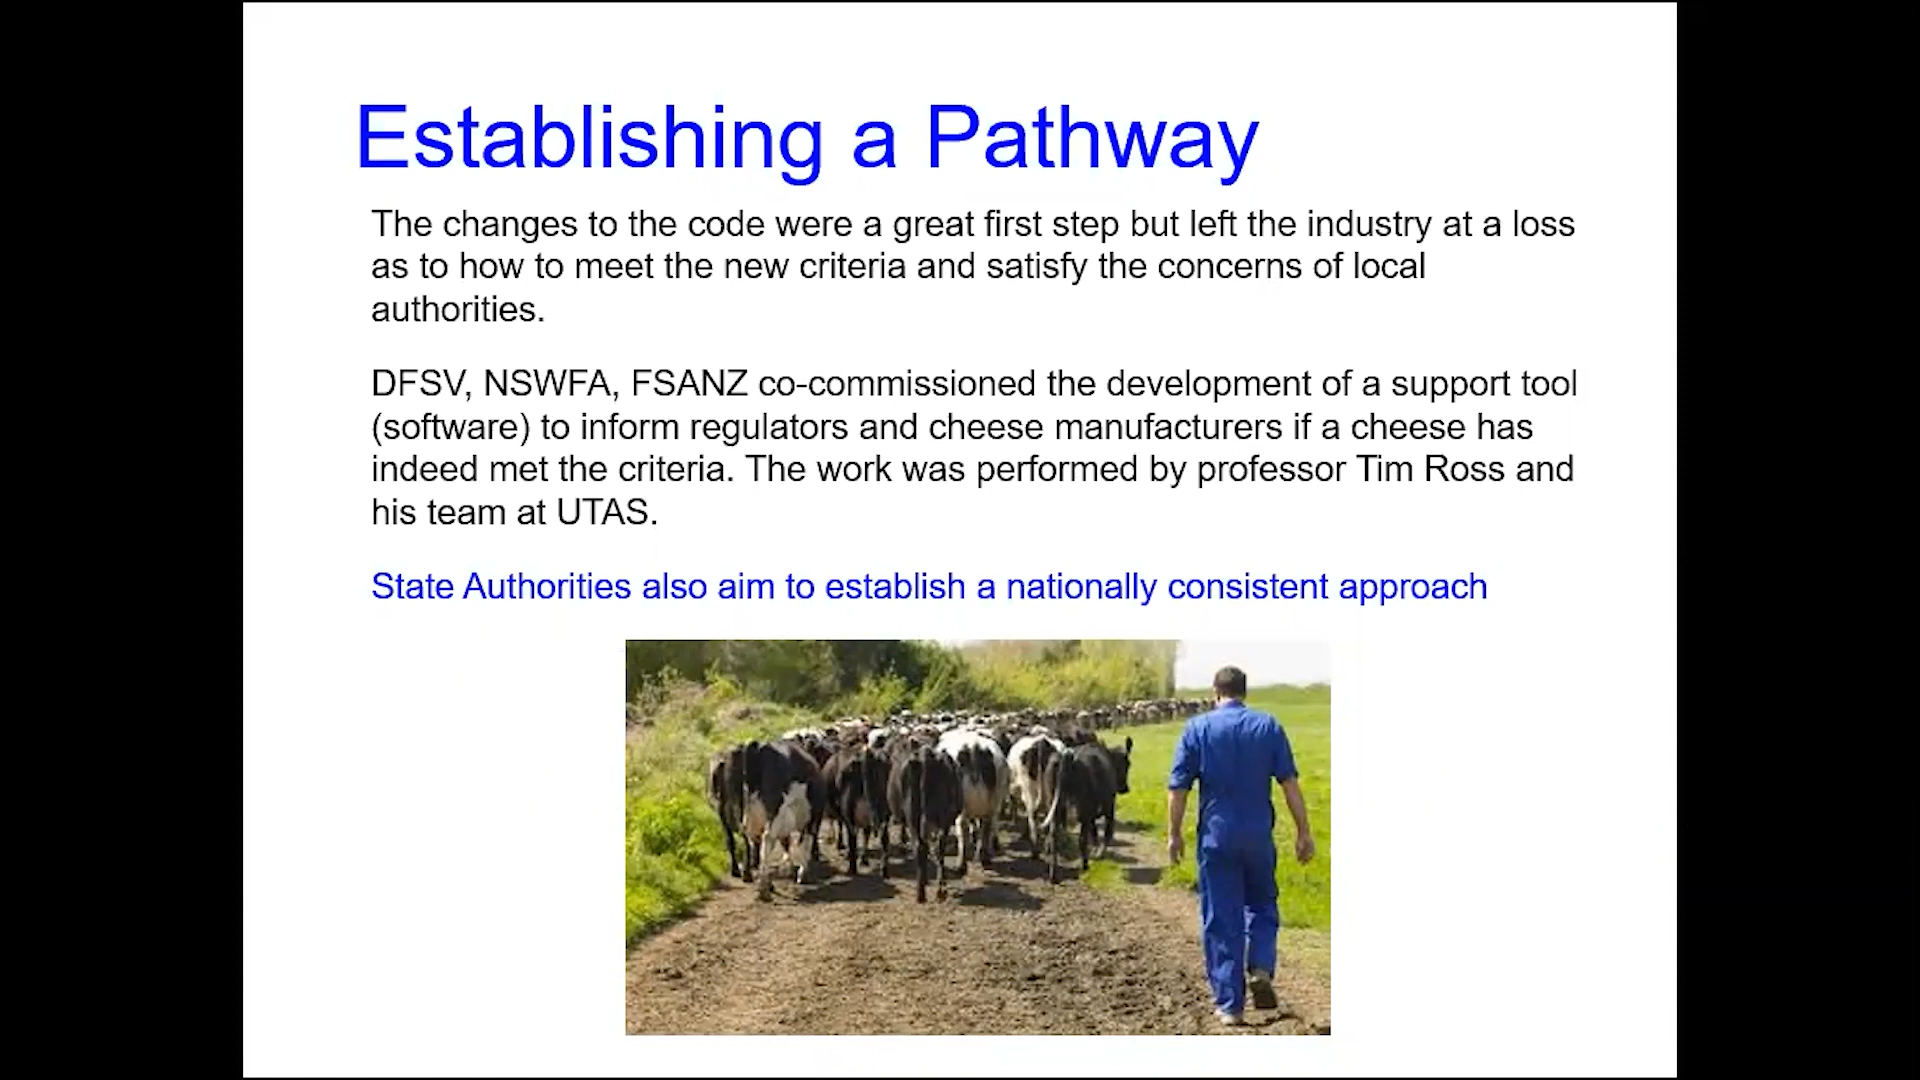 Establishing a Pathway
The changes to the code were a great first step but left the industry at a loss
as to how to meet the new criteria and satisfy the concerns of local
authorities.
DFSV, NSWFA, FSANZ co-commissioned the development of a support tool
(software) to inform regulators and cheese manufacturers if a cheese has
indeed met the criteria. The work was performed by professor Tim Ross and
his team at UTAS.
State Authorities also aim to establish a nationally consistent approach